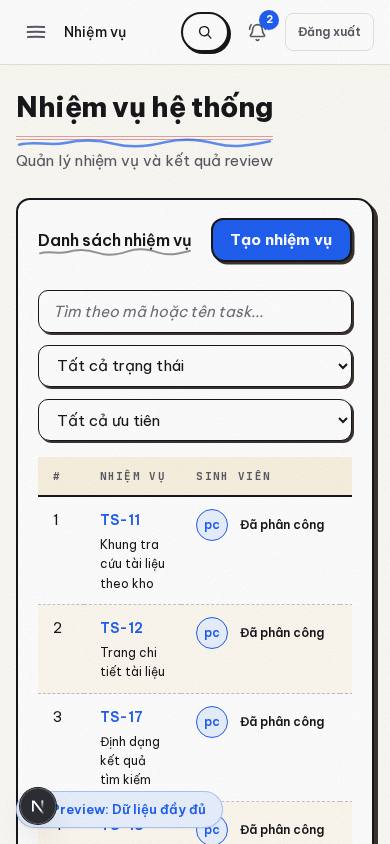 Nhiệm vụ
2
Đăng xuất
Nhiệm vụ hệ thống
Quản lý nhiệm vụ và kết quả review
Danh sách nhiệm vụ
Tạo nhiệm vụ
Tìm theo mã hoặc tên task...
Tất cả trạng thái
Tất cả ưu tiên
# NHIỆM VỤ SINH VIÊN
1 TS-11 pc Đã phân công
Khung tra
cứu tài liệu
theo kho
2 TS-12 pc Đã phân công
Trang chi
tiết tài liệu
3 TS-17 pc Đã phân công
Định dạng
kết quả
tìm kiếm
N Preview: Dữ liệu đầy đủ
pc Đã phân công